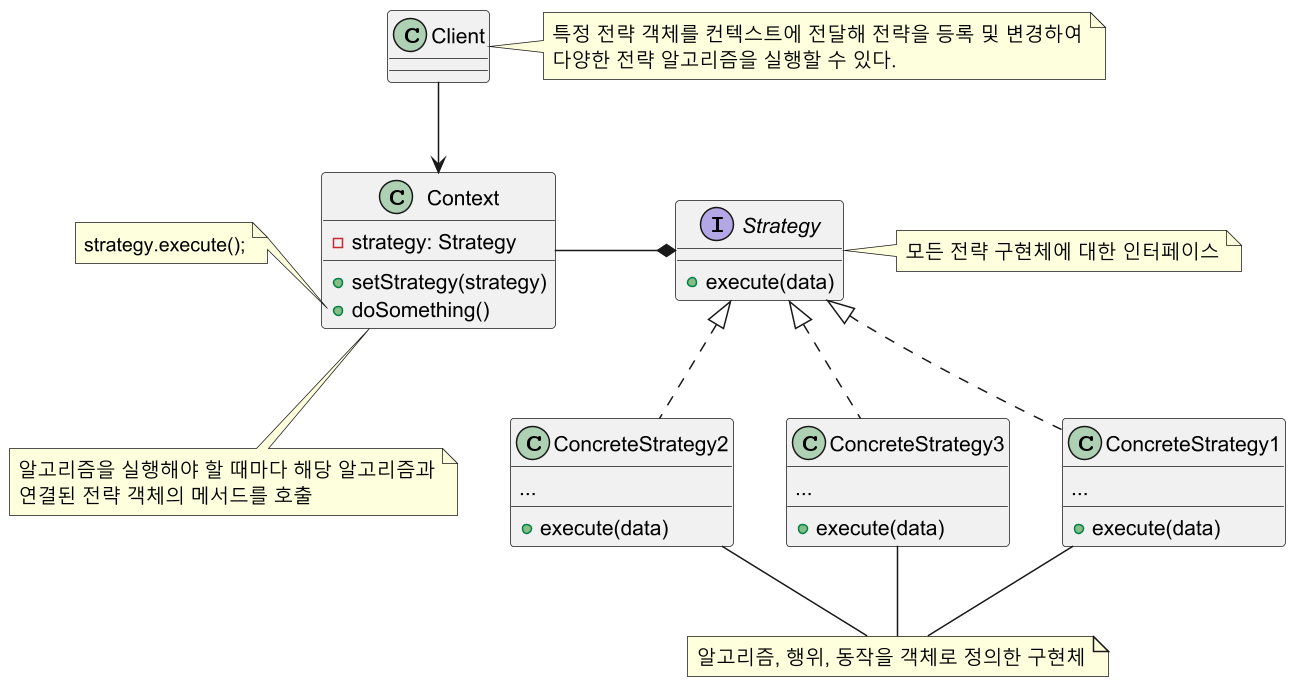 C Client
특정 전략 객체를 컨텍스트에 전달해 전략을 등록 및 변경하여
다양한 전략 알고리즘을 실행할 수 있다.
C Context
strategy: Strategy
setStrategy(strategy)
doSomething()
strategy.execute();
I Strategy
execute(data)
모든 전략 구현체에 대한 인터페이스
알고리즘을 실행해야 할 때마다 해당 알고리즘과
연결된 전략 객체의 메서드를 호출
C ConcreteStrategy2
...
execute(data)
C ConcreteStrategy3
...
execute(data)
C ConcreteStrategy1
...
execute(data)
알고리즘, 행위, 동작을 객체로 정의한 구현체